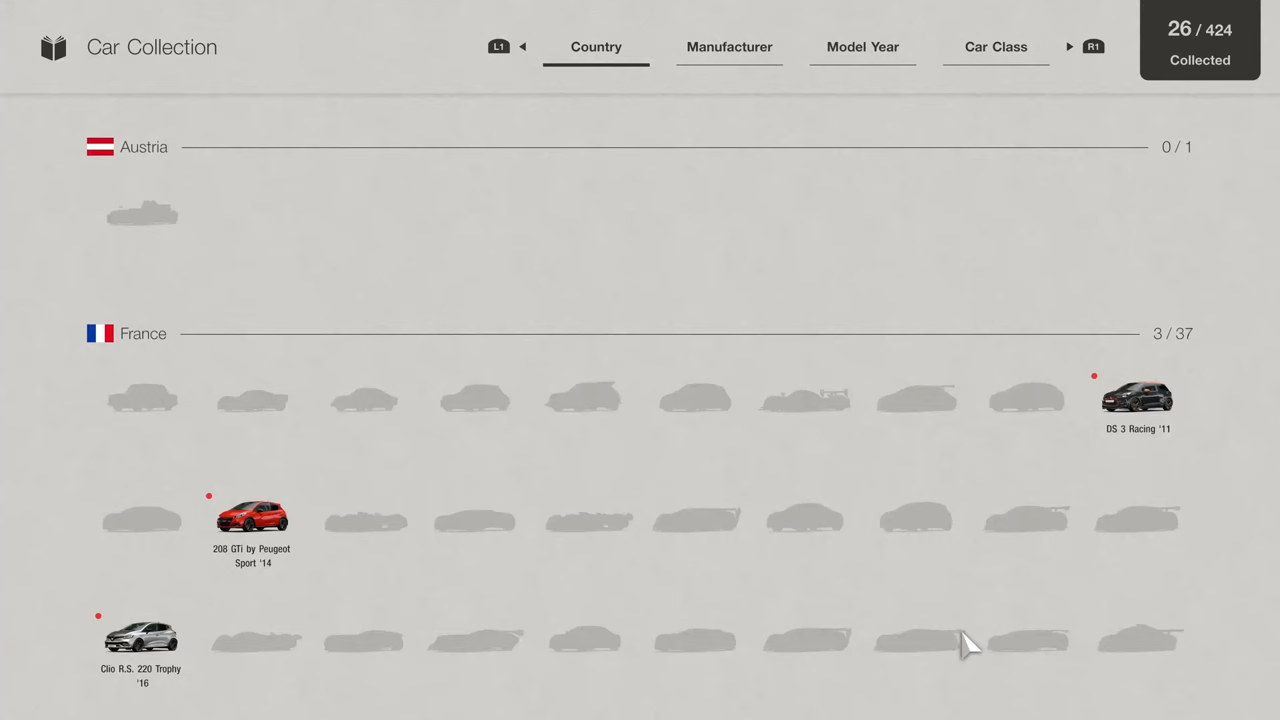 Car Collection
L1
Country
Manufacturer
Model Year
Car Class
R1
26 / 424
Collected
Austria
0 / 1
France
3 / 37
DS 3 Racing '11
208 GTi by Peugeot
Sport '14
Clio R.S. 220 Trophy
'16